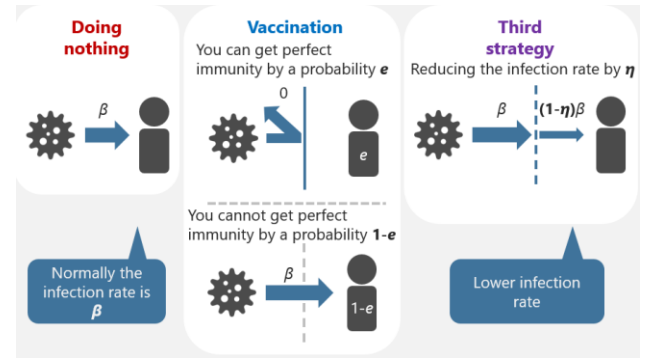 Doing
nothing
β
Normally the
infection rate is
β
Vaccination
You can get perfect
immunity by a probability e
0
e
You cannot get perfect
immunity by a probability 1-e
β
1-e
Third
strategy
Reducing the infection rate by η
β
(1-η)β
Lower infection
rate